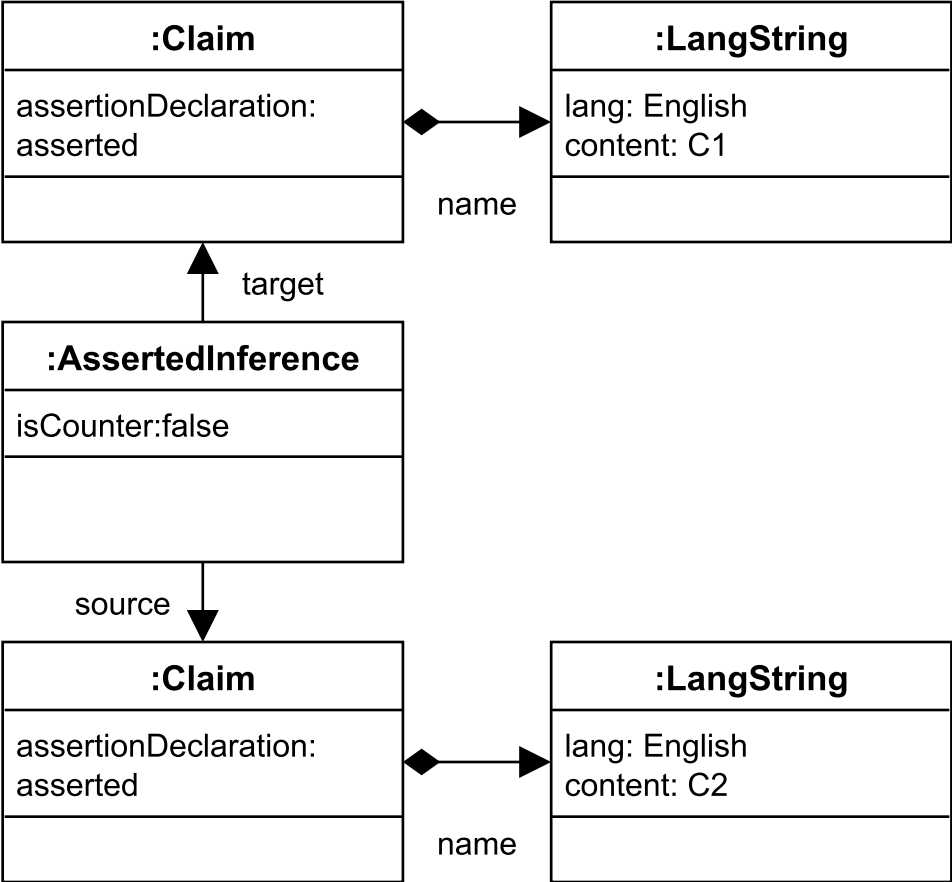 :Claim
assertionDeclaration:
asserted
:LangString
lang: English
content: C1
name
target
:AssertedInference
isCounter:false
source
:Claim
assertionDeclaration:
asserted
:LangString
lang: English
content: C2
name